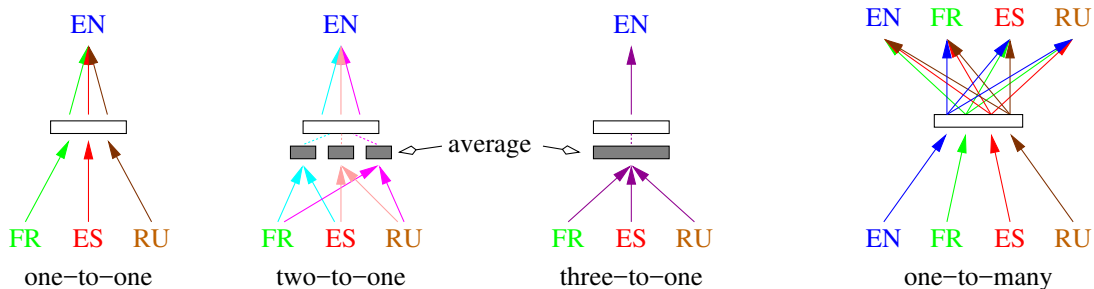 EN EN EN EN FR ES RU
average
FR ES RU FR ES RU FR ES RU EN FR ES RU
one−to−one two−to−one three−to−one one−to−many